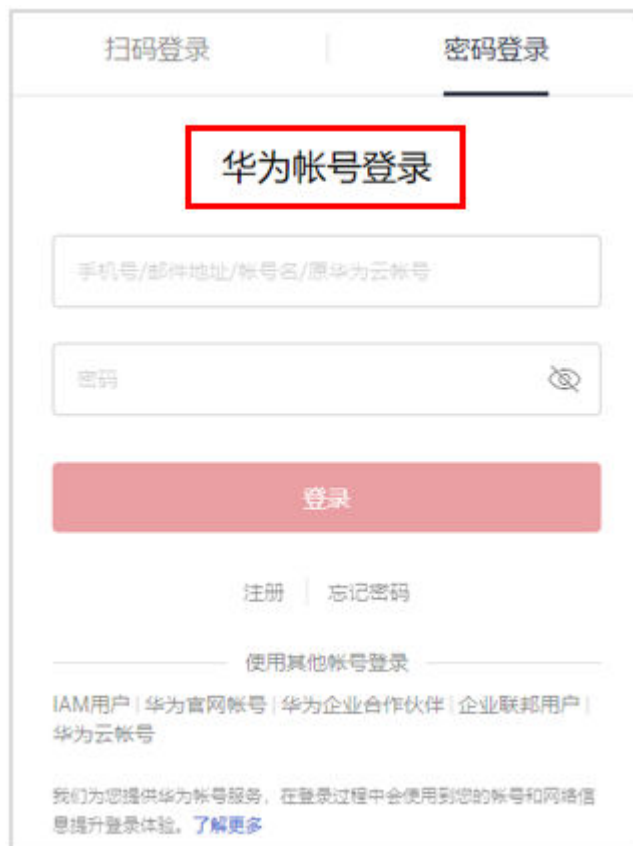 扫码登录 | 密码登录
华为帐号登录
手机号/邮件地址/帐号名/原华为云帐号
密码
登录
注册 | 忘记密码
使用其他帐号登录
IAM用户 | 华为官网帐号 | 华为企业合作伙伴 | 企业联邦用户 |
华为云帐号
我们为您提供华为帐号服务，在登录过程中会使用到您的帐号和网络信
息提升登录体验。了解更多